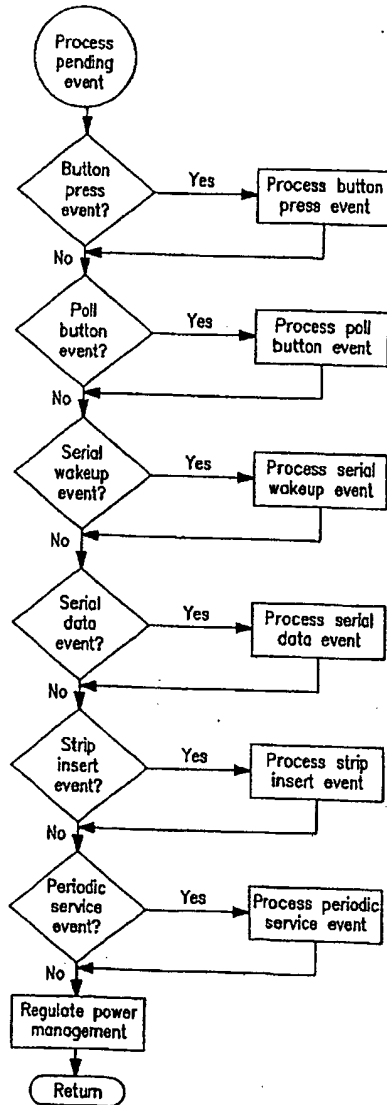 Process
pending
event
Button
press
event?
Yes
Process button
press event
No
Poll
button
event?
Yes
Process poll
button event
No
Serial
wakeup
event?
Yes
Process serial
wakeup event
No
Serial
data
event?
Yes
Process serial
data event
No
Strip
insert
event?
Yes
Process strip
insert event
No
Periodic
service
event?
Yes
Process periodic
service event
No
Regulate power
management
Return